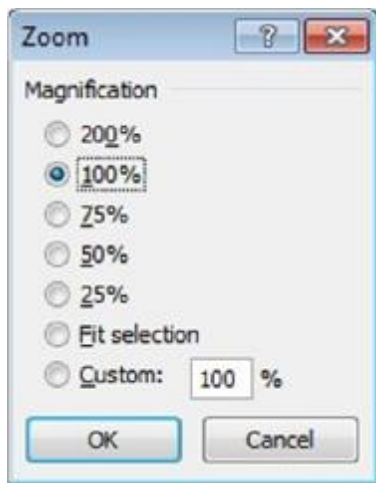 Zoom
Magnification
200%
100%
75%
50%
25%
Fit selection
Custom: 100 %
OK Cancel